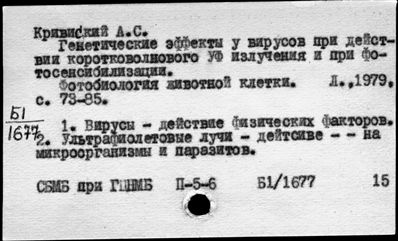 Кривиский А.С.
Генетические эффекты у вирусов при дейст-
вии коротковолнового УФ излучения и при фо-
тосенсибилизации.
Фотобиология животной клетки. Л.,1979,
с. 73-85.
Б1
1677
1. Вирусы - действие физических факторов.
2. Ультрафиолетовые лучи - дейтсиве - - на
микроорганизмы и паразитов.
СБМБ при ГЦНМБ П-5-6 Б1/1677 15